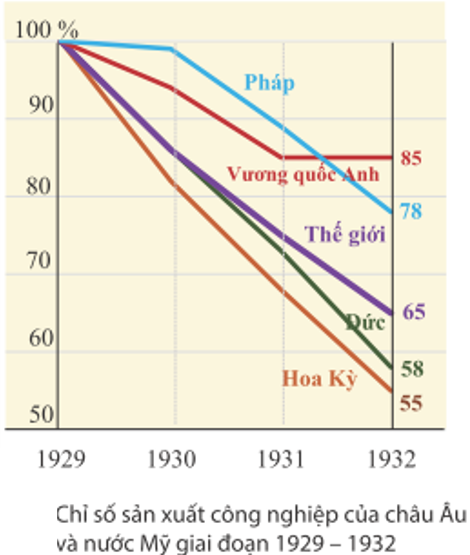 100 %
Pháp
90
85
Vương quốc Anh
80
78
Thế giới
70
65
Đức
60
58
Hoa Kỳ
55
50
1929 1930 1931 1932
Chỉ số sản xuất công nghiệp của châu Âu
và nước Mỹ giai đoạn 1929 – 1932